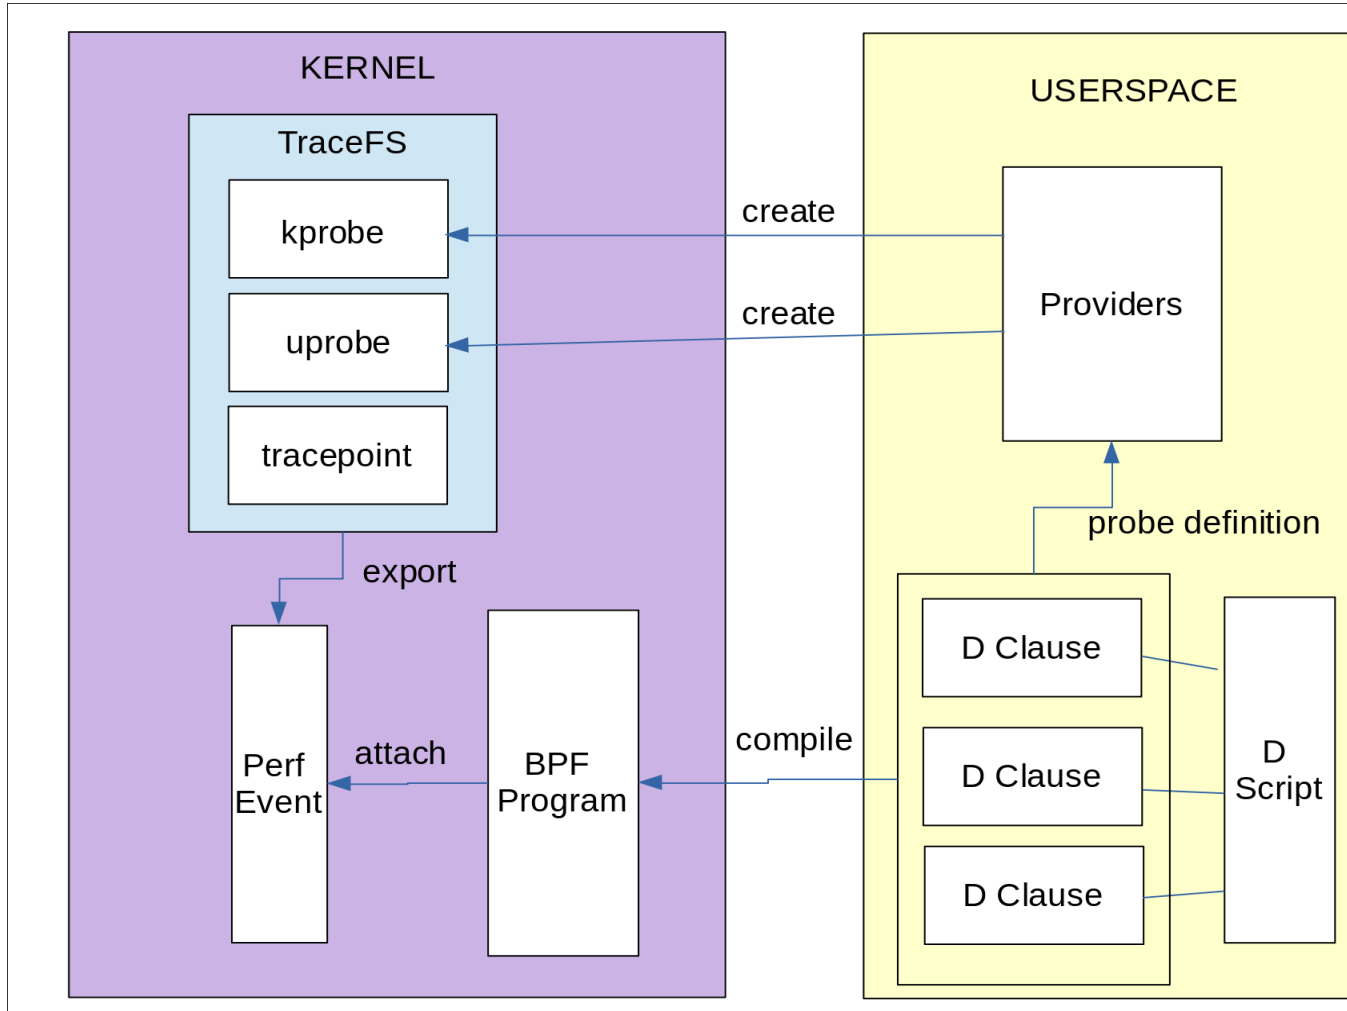 KERNEL
TraceFS
kprobe
uprobe
tracepoint
export
Perf
Event
attach
BPF
Program
create
create
compile
USERSPACE
Providers
probe definition
D Clause
D Clause
D Clause
D
Script